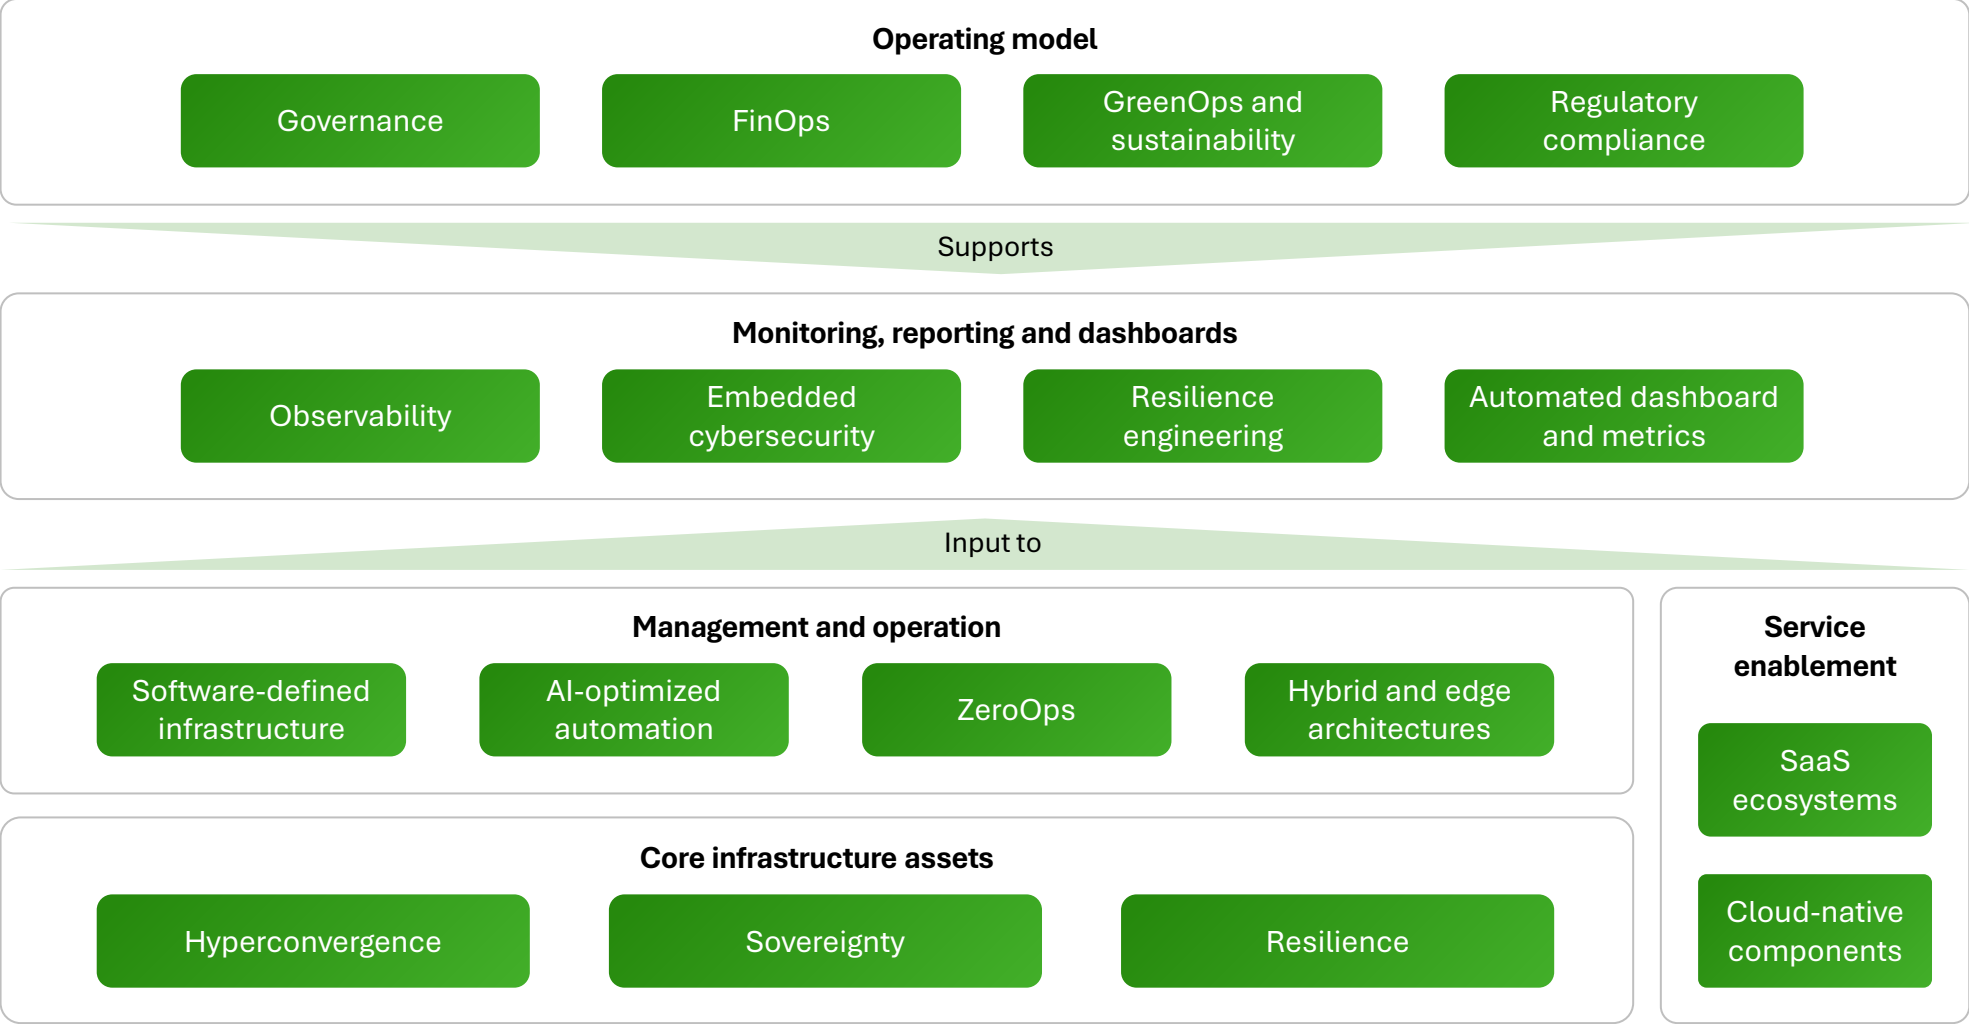 Operating model
Governance
FinOps
GreenOps and
sustainability
Regulatory
compliance
Supports
Monitoring, reporting and dashboards
Observability
Embedded
cybersecurity
Resilience
engineering
Automated dashboard
and metrics
Input to
Management and operation
Software-defined
infrastructure
AI-optimized
automation
ZeroOps
Hybrid and edge
architectures
Core infrastructure assets
Hyperconvergence
Sovereignty
Resilience
Service
enablement
SaaS
ecosystems
Cloud-native
components